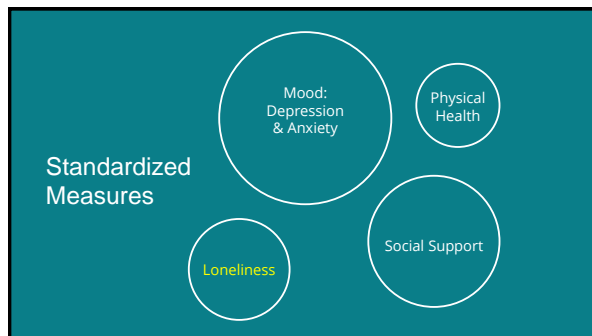 Standardized
Measures
Mood:
Depression
& Anxiety
Physical
Health
Social Support
Loneliness